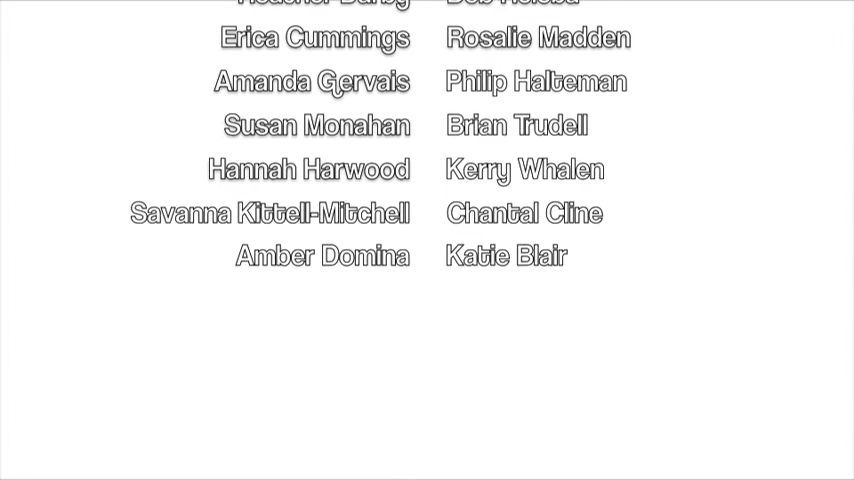 Erica Cummings Rosalie Madden
Amanda Gervais Philip Halteman
Susan Monahan Brian Trudell
Hannah Harwood Kerry Whalen
Savanna Kittell-Mitchell Chantal Cline
Amber Domina Katie Blair